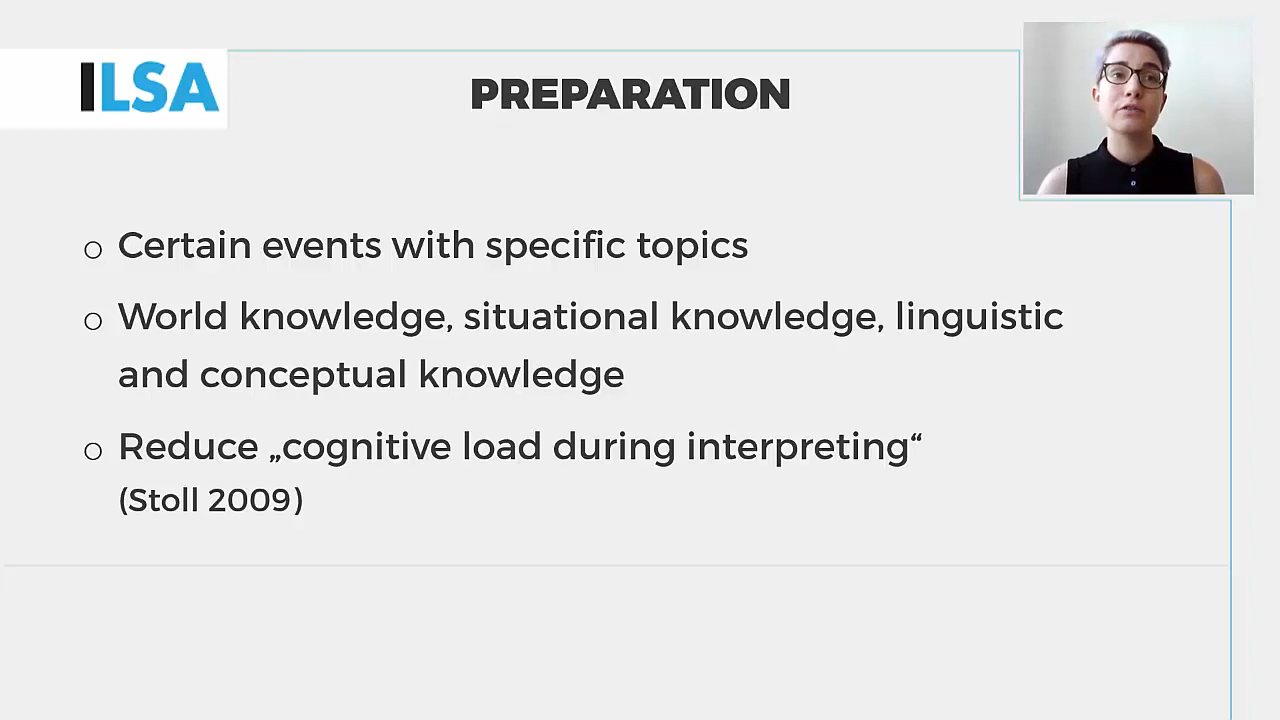 ILSA
PREPARATION
o Certain events with specific topics
o World knowledge, situational knowledge, linguistic
and conceptual knowledge
o Reduce „cognitive load during interpreting“
(Stoll 2009)